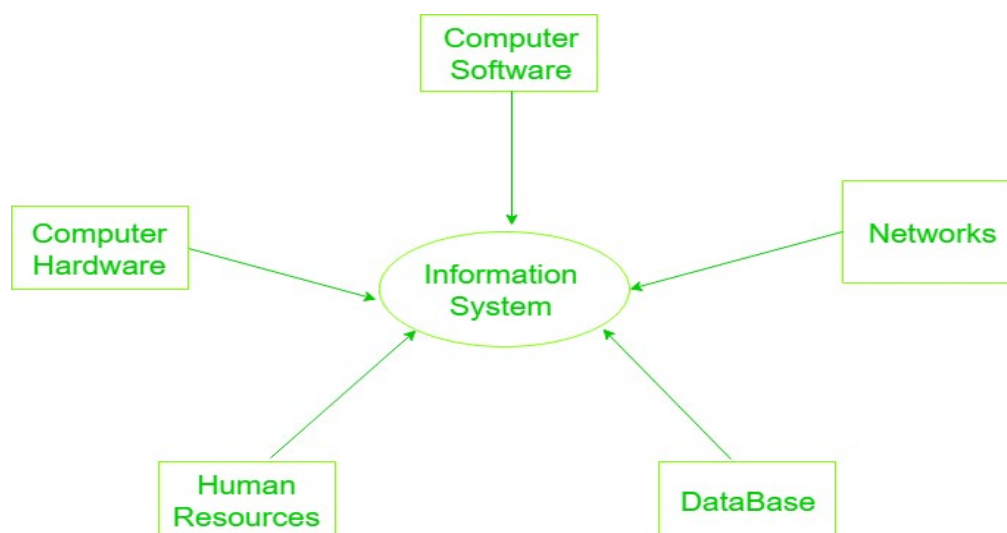 Computer
Software
Computer
Hardware
Networks
Information
System
Human
Resources
DataBase